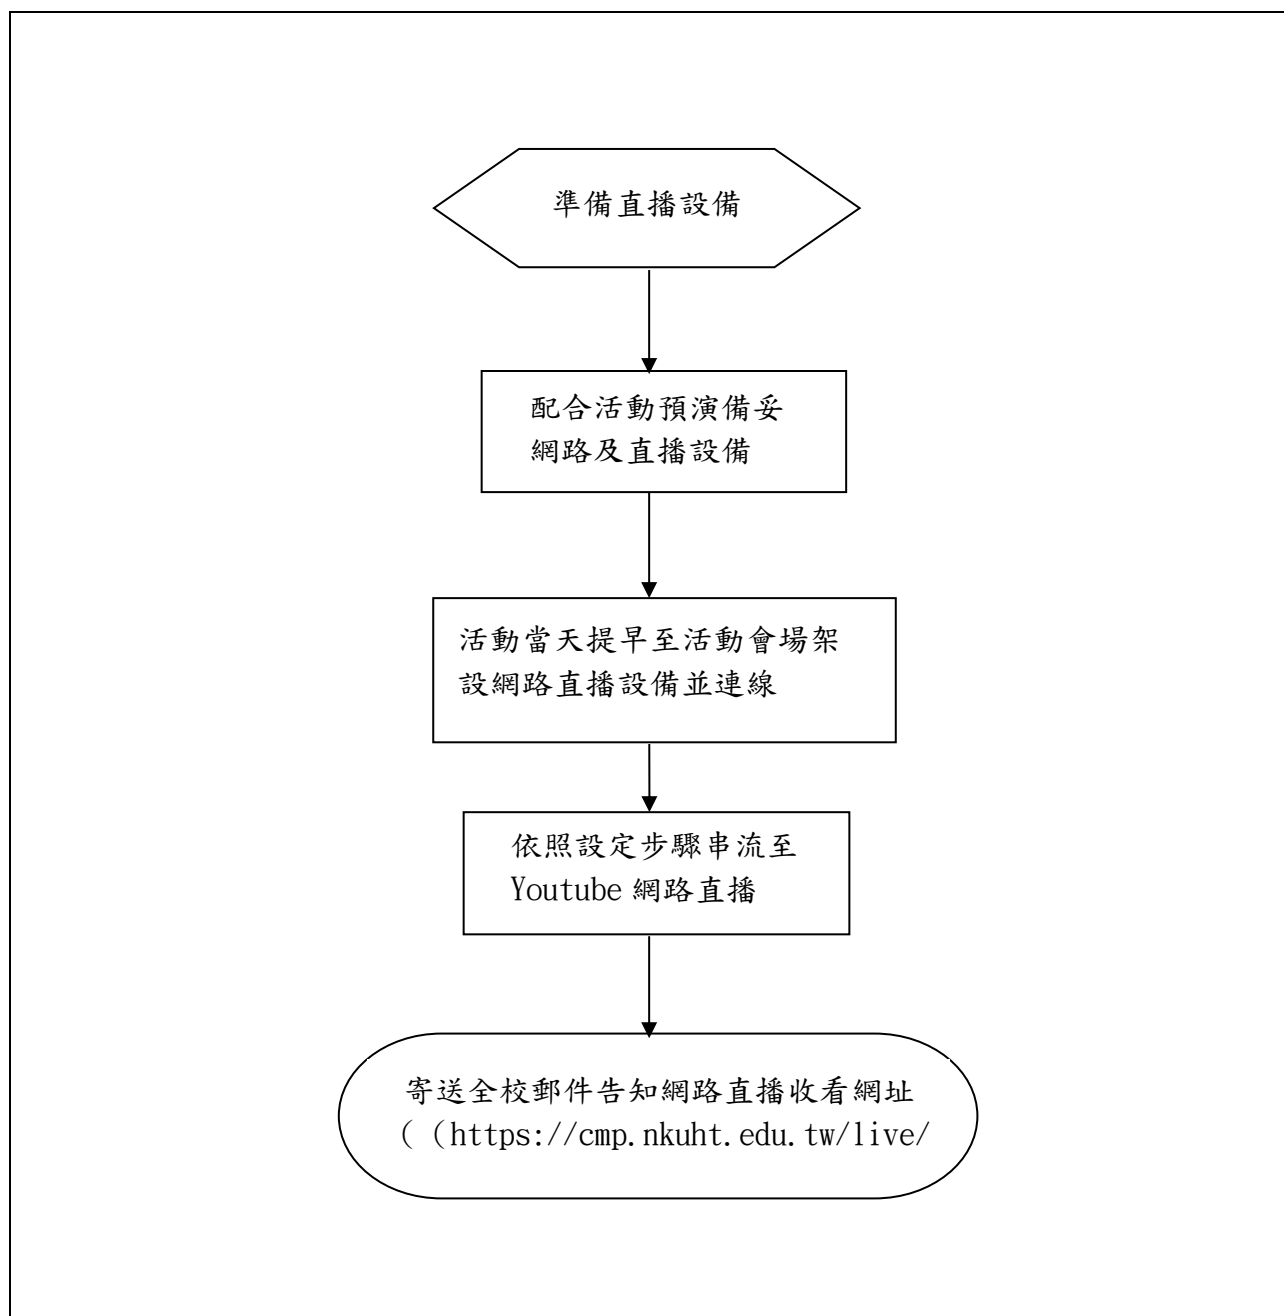 準備直播設備
配合活動預演備妥
網路及直播設備
活動當天提早至活動會場架
設網路直播設備並連線
依照設定步驟串流至
Youtube 網路直播
寄送全校郵件告知網路直播收看網址
( (https://cmp.nkuht.edu.tw/live/